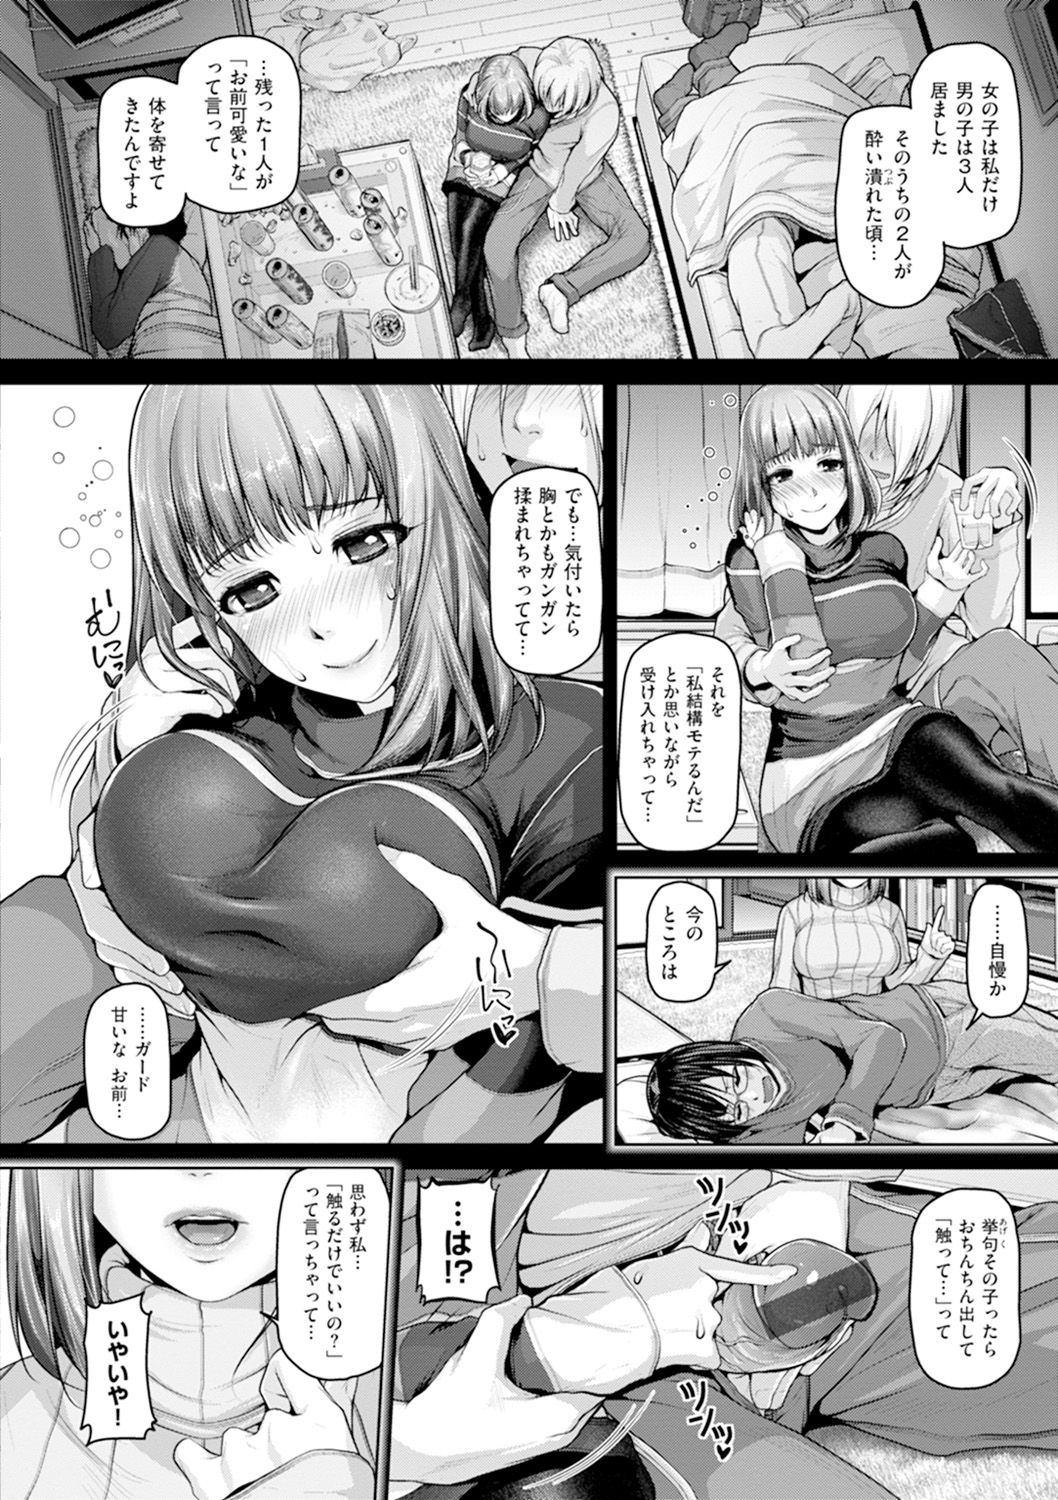 女の子は私だけ
男の子は3人
居ました
そのうちの2人が
酔い潰れた頃…
つぶ
…残った1人が
「お前可愛いな」
って言って
体を寄せて
きたんですよ
それを
「私結構モテるんだ」
とか思いながら
受け入れちゃって…
でも…気付いたら
胸とかもガンガン
揉まれちゃってて…
むにっ
むにっ
……ガード
甘いな お前…
……自慢か
今の
ところは
挙句その子ったら
あげく
おちんちん出して
「触って…」って
ツンッ
ツンッ
…は!?
思わず私…
「触るだけでいいの?」
って言っちゃって…
いやいや!